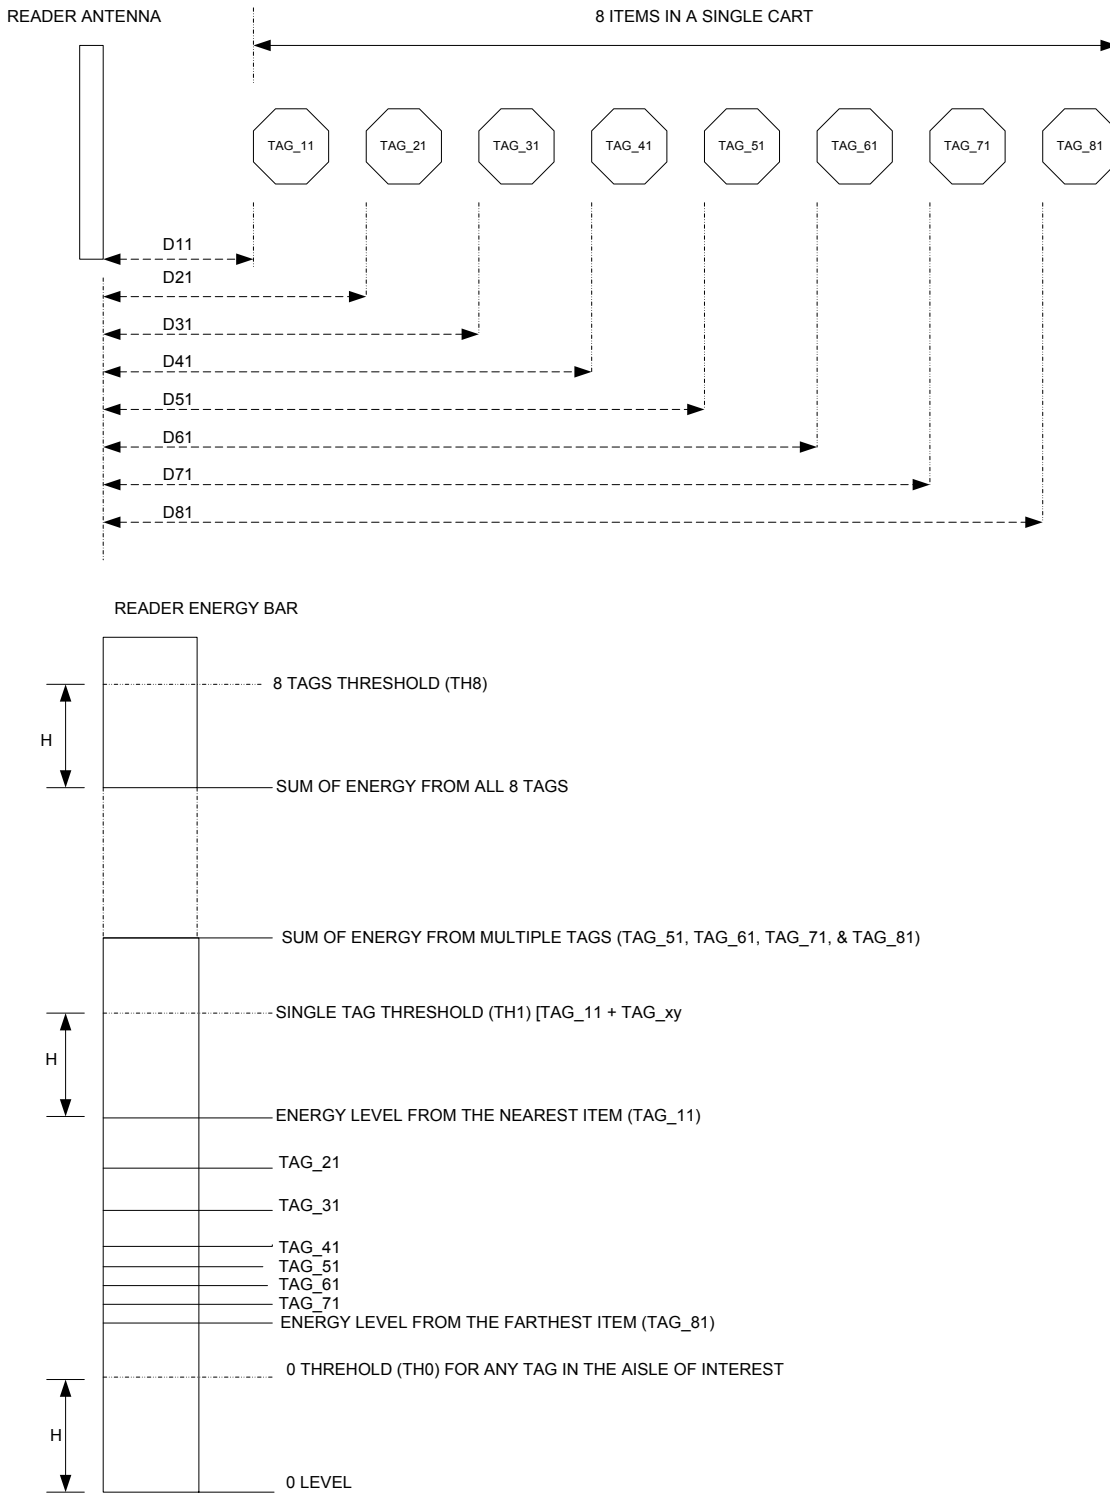 READER ANTENNA
8 ITEMS IN A SINGLE CART
TAG_11
TAG_21
TAG_31
TAG_41
TAG_51
TAG_61
TAG_71
TAG_81
D11
D21
D31
D41
D51
D61
D71
D81
READER ENERGY BAR
8 TAGS THRESHOLD (TH8)
H
SUM OF ENERGY FROM ALL 8 TAGS
SUM OF ENERGY FROM MULTIPLE TAGS (TAG_51, TAG_61, TAG_71, & TAG_81)
SINGLE TAG THRESHOLD (TH1) [TAG_11 + TAG_xy
H
ENERGY LEVEL FROM THE NEAREST ITEM (TAG_11)
TAG_21
TAG_31
TAG_41
TAG_51
TAG_61
TAG_71
ENERGY LEVEL FROM THE FARTHEST ITEM (TAG_81)
0 THREHOLD (TH0) FOR ANY TAG IN THE AISLE OF INTEREST
H
0 LEVEL